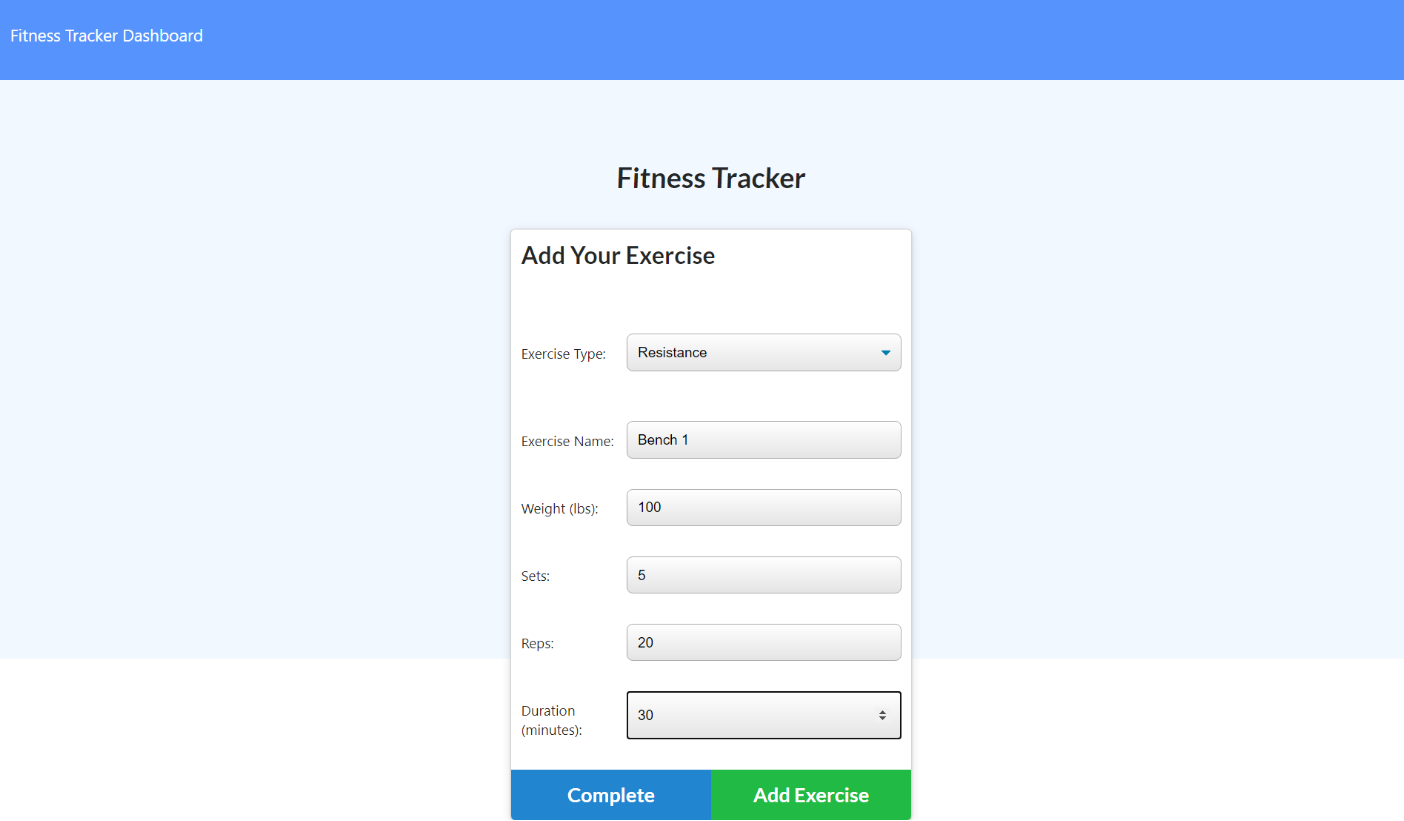 Fitness Tracker Dashboard
Fitness Tracker
Add Your Exercise
Exercise Type: Resistance
Exercise Name: Bench 1
Weight (lbs): 100
Sets: 5
Reps: 20
Duration
(minutes): 30
Complete Add Exercise